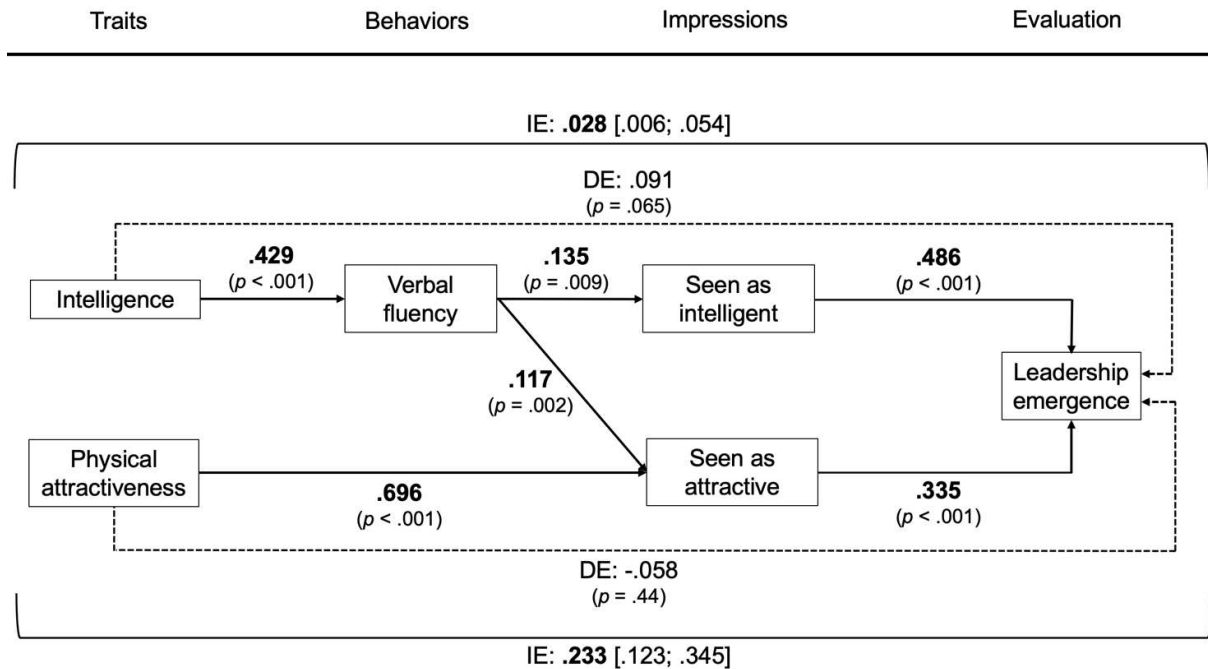 Traits Behaviors Impressions Evaluation
IE: .028 [.006; .054]
DE: .091
(p = .065)
.429
(p < .001)
.135
(p = .009)
.486
(p < .001)
Intelligence
Verbal
fluency
Seen as
intelligent
.117
(p = .002)
Leadership
emergence
Physical
attractiveness
Seen as
attractive
.696
(p < .001)
.335
(p < .001)
DE: -.058
(p = .44)
IE: .233 [.123; .345]